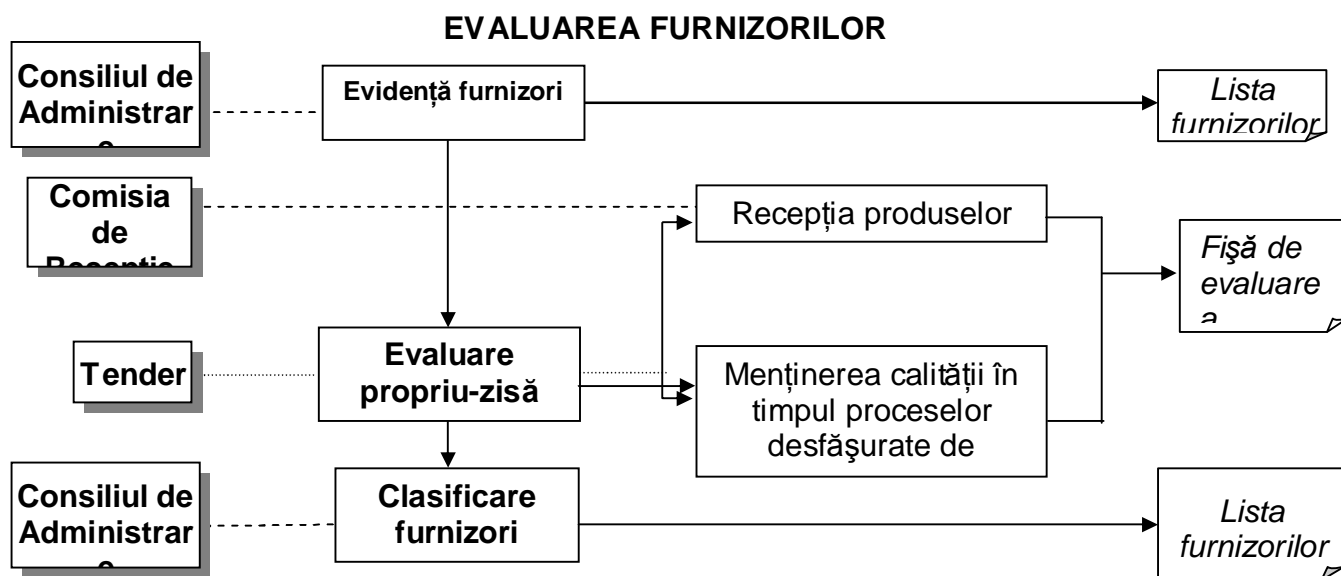 EVALUAREA FURNIZORILOR
Consiliul de
Administrar
Evidență furnizori
Lista
furnizorilor
Comisia
de
Recepția produselor
Fişă de
evaluare
a
Tender
Evaluare
propriu-zisă
Menținerea calității în
timpul proceselor
desfăşurate de
Consiliul de
Administrar
Clasificare
furnizori
Lista
furnizorilor